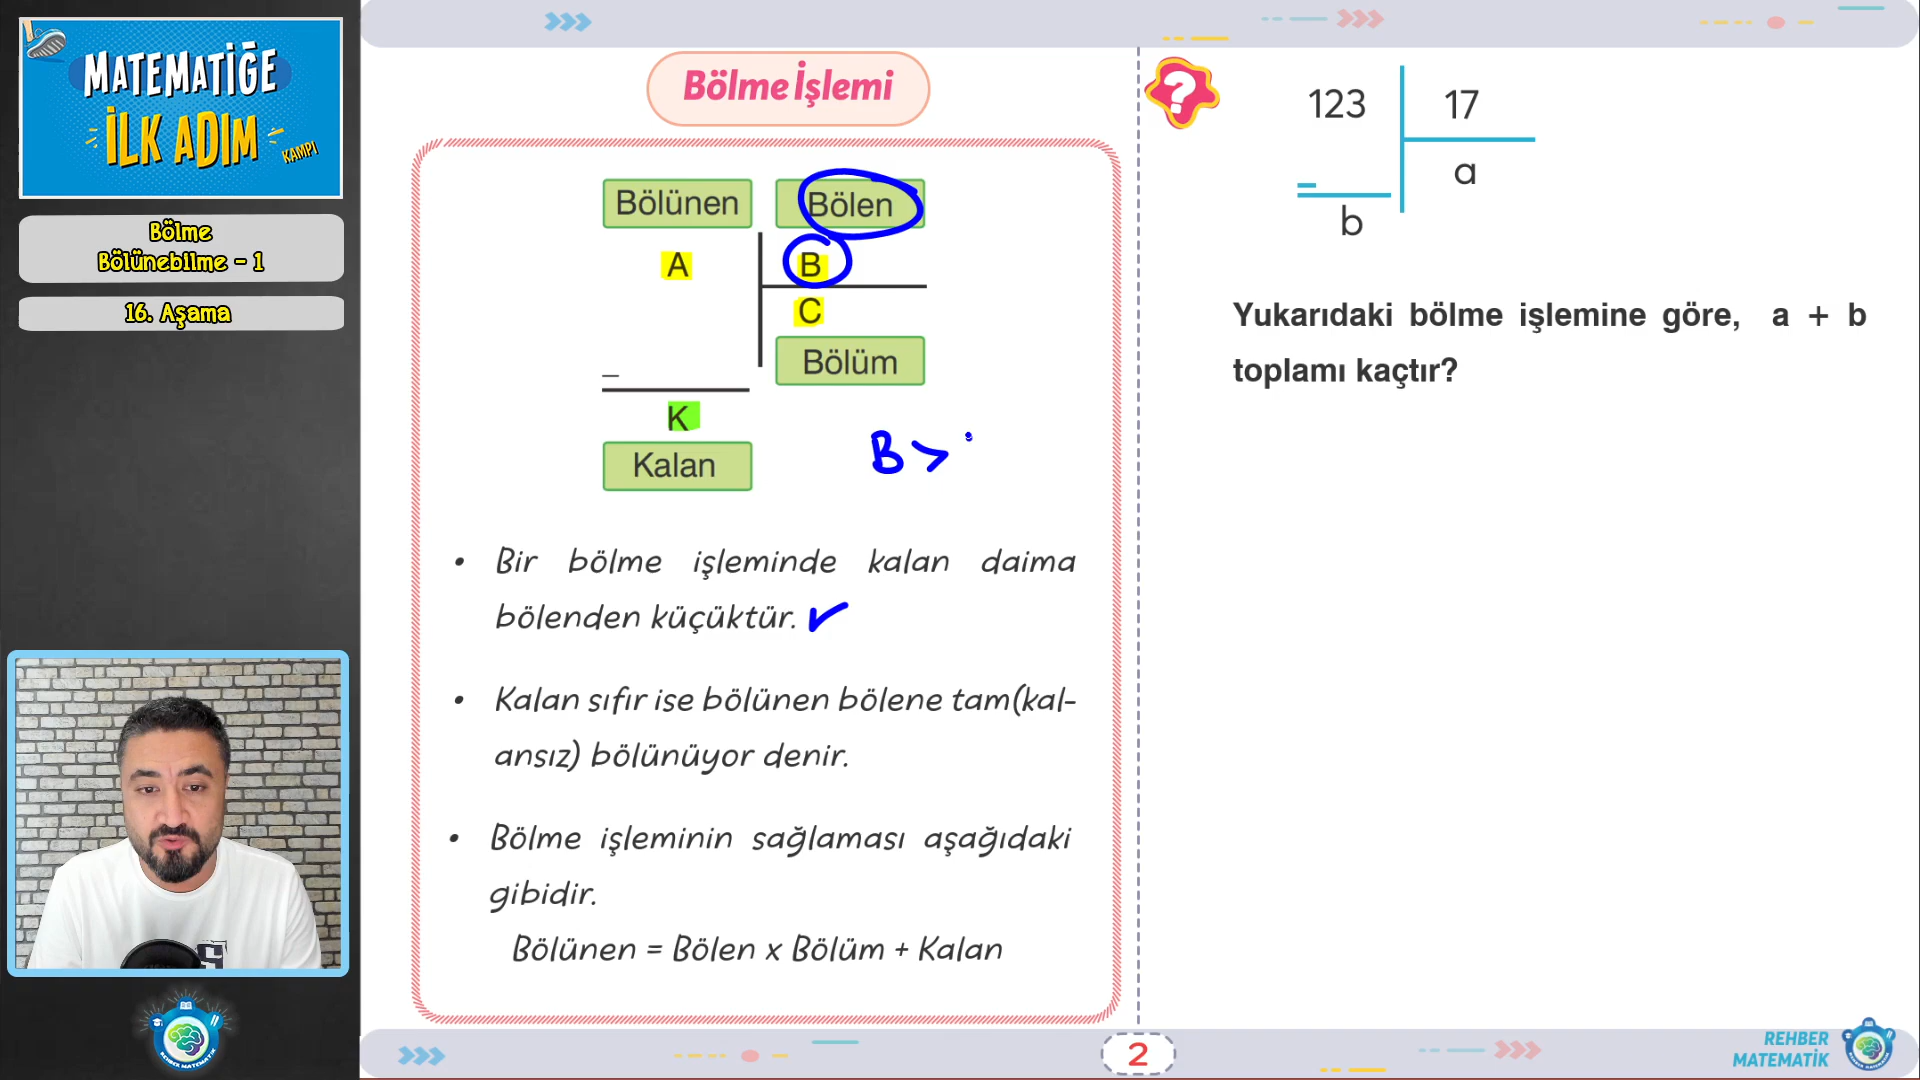 MATEMATİĞE
İLK ADIM
KAMPI
Bölme
Bölünebilme - 1
16. Aşama
REHBER MATEMATİK
Bölme İşlemi
Bölünen Bölen
A B
C
Bölüm
K
Kalan
B >
• Bir bölme işleminde kalan daima
bölenden küçüktür. ✓
• Kalan sıfır ise bölünen bölene tam(kal-
ansız) bölünüyor denir.
• Bölme işleminin sağlaması aşağıdaki
gibidir.
Bölünen = Bölen x Bölüm + Kalan
?
123 17
a
b
Yukarıdaki bölme işlemine göre, a + b
toplamı kaçtır?
2
REHBER
MATEMATİK